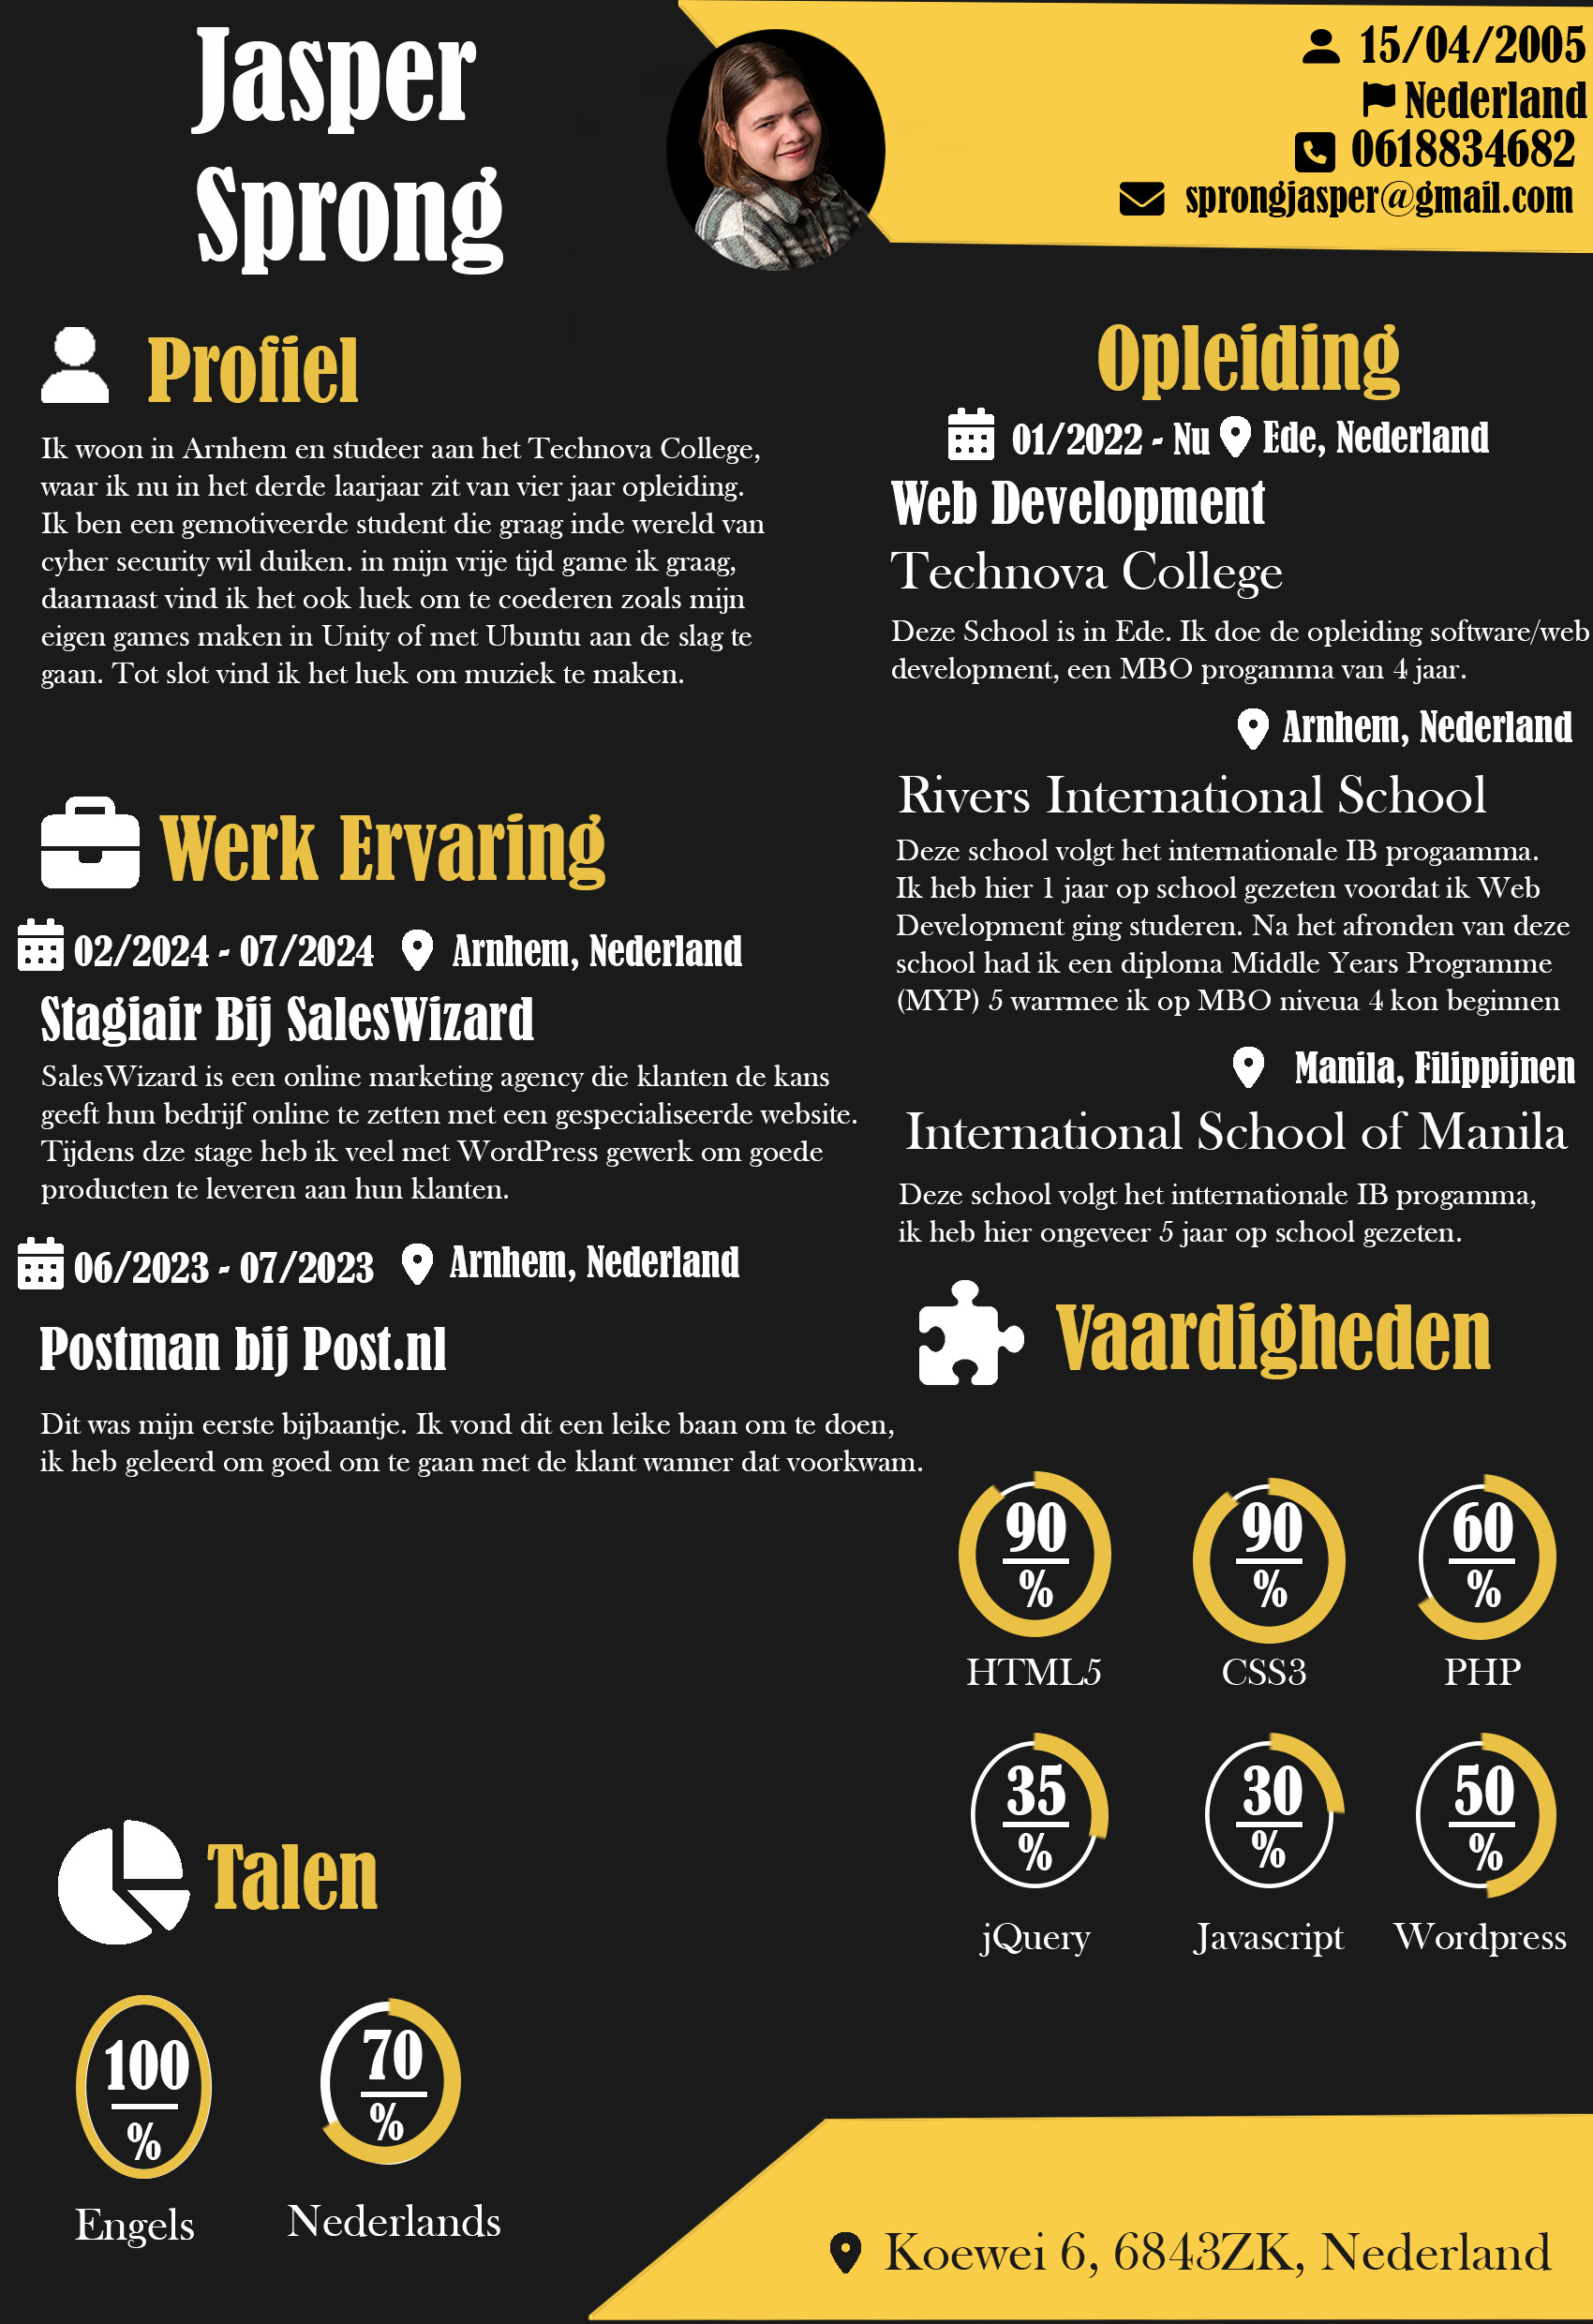 Jasper
Sprong
15/04/2005
Nederland
0618834682
sprongjasper@gmail.com
Profiel
Ik woon in Arnhem en studeer aan het Technova College,
waar ik nu in het derde laarjaar zit van vier jaar opleiding.
Ik ben een gemotiveerde student die graag inde wereld van
cyher security wil duiken. in mijn vrije tijd game ik graag,
daarnaast vind ik het ook luek om te coederen zoals mijn
eigen games maken in Unity of met Ubuntu aan de slag te
gaan. Tot slot vind ik het luek om muziek te maken.
Werk Ervaring
02/2024 - 07/2024 Arnhem, Nederland
Stagiair Bij SalesWizard
SalesWizard is een online marketing agency die klanten de kans
geeft hun bedrijf online te zetten met een gespecialiseerde website.
Tijdens dze stage heb ik veel met WordPress gewerk om goede
producten te leveren aan hun klanten.
06/2023 - 07/2023 Arnhem, Nederland
Postman bij Post.nl
Dit was mijn eerste bijbaantje. Ik vond dit een leike baan om te doen,
ik heb geleerd om goed om te gaan met de klant wanner dat voorkwam.
Talen
100
%
Engels
70
%
Nederlands
Opleiding
01/2022 - Nu Ede, Nederland
Web Development
Technova College
Deze School is in Ede. Ik doe de opleiding software/web
development, een MBO progamma van 4 jaar.
Arnhem, Nederland
Rivers International School
Deze school volgt het internationale IB progaamma.
Ik heb hier 1 jaar op school gezeten voordat ik Web
Development ging studeren. Na het afronden van deze
school had ik een diploma Middle Years Programme
(MYP) 5 warrmee ik op MBO niveua 4 kon beginnen
Manila, Filippijnen
International School of Manila
Deze school volgt het intternationale IB progamma,
ik heb hier ongeveer 5 jaar op school gezeten.
Vaardigheden
90
%
HTML5
90
%
CSS3
60
%
PHP
35
%
jQuery
30
%
Javascript
50
%
Wordpress
Koewei 6, 6843ZK, Nederland